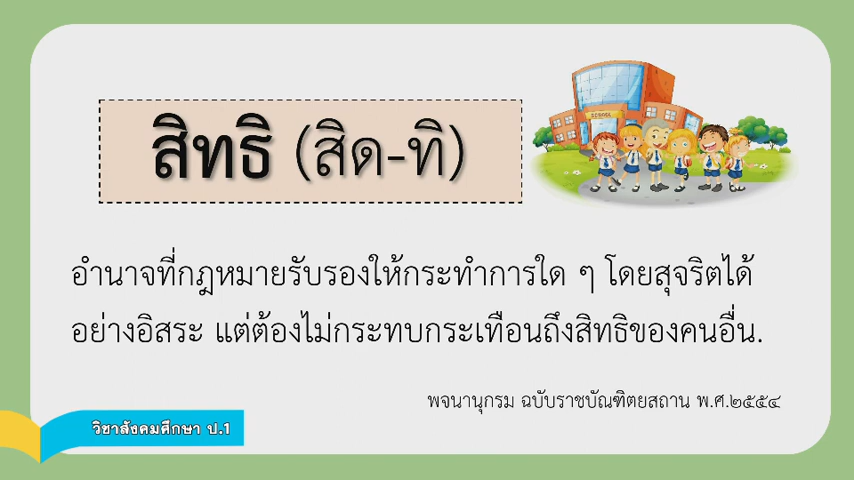 สิทธิ (สิด-ทิ)
SCHOOL
อำนาจที่กฎหมายรับรองให้กระทำการใด ๆ โดยสุจริตได้
อย่างอิสระ แต่ต้องไม่กระทบกระเทือนถึงสิทธิของคนอื่น.
พจนานุกรม ฉบับราชบัณฑิตยสถาน พ.ศ.๒๕๕๔
วิชาสังคมศึกษา ป.1